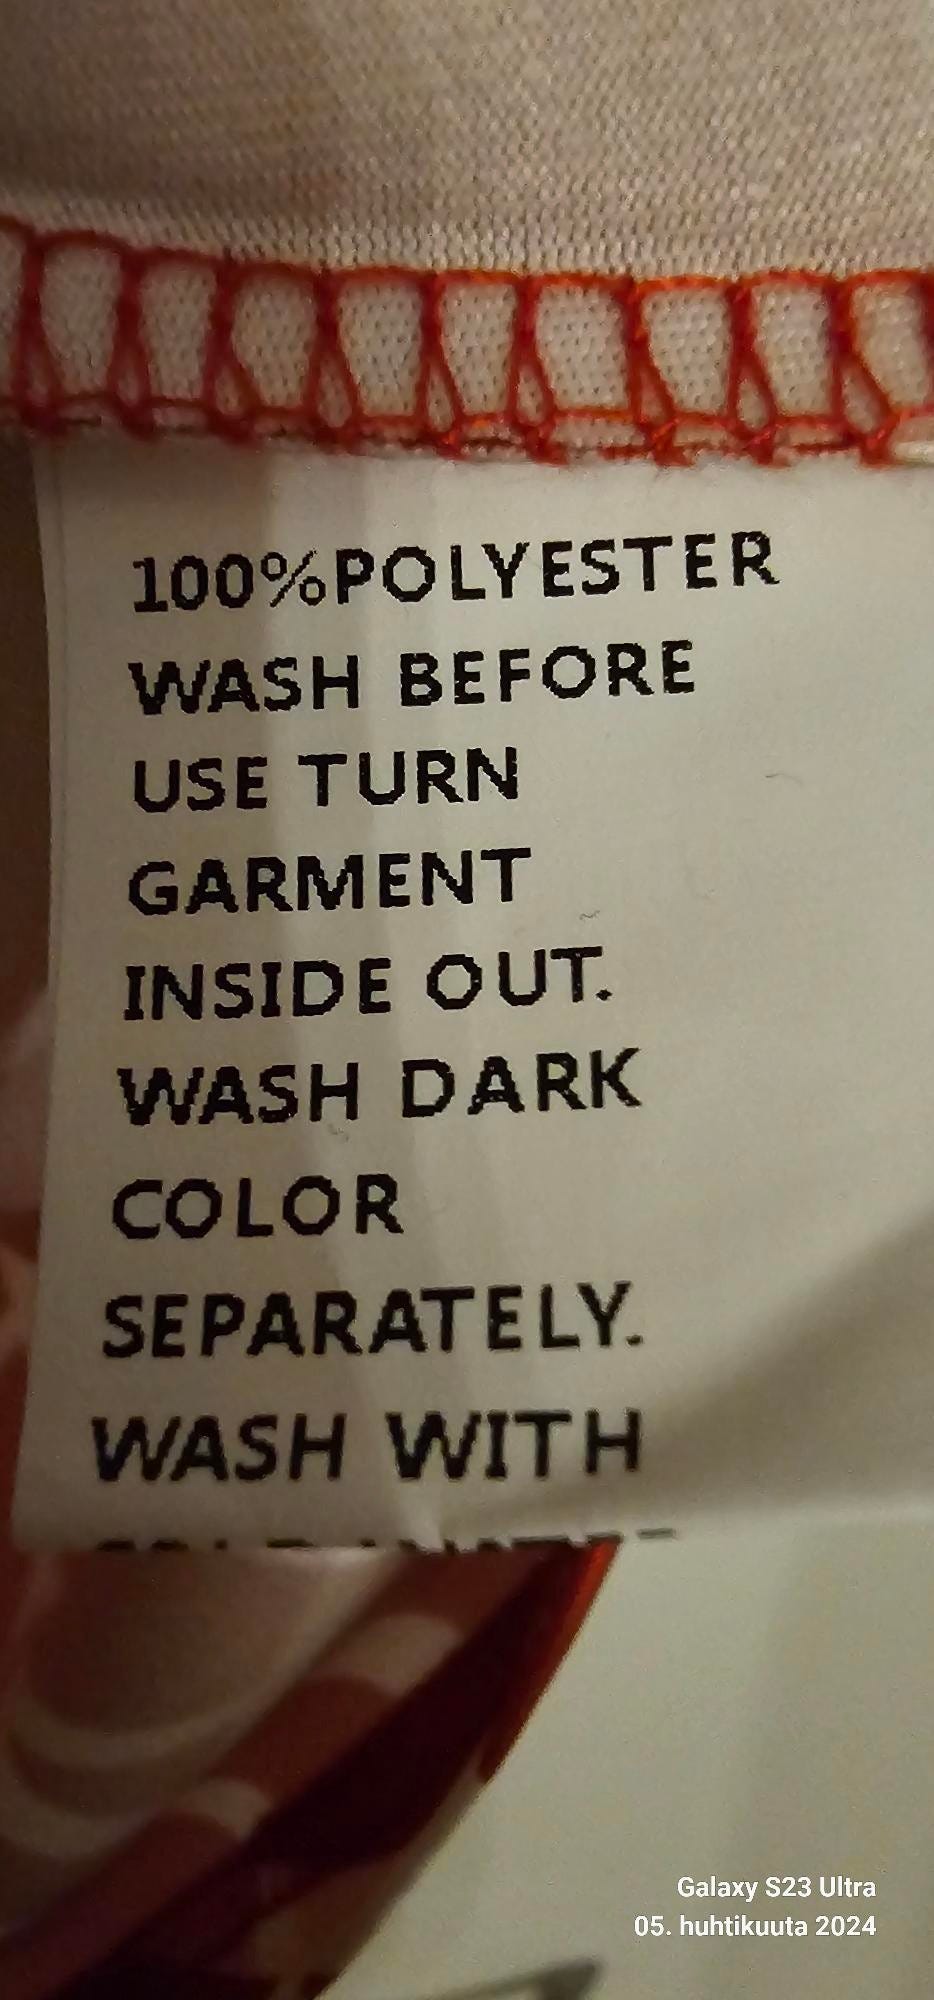 100%POLYESTER
WASH BEFORE
USE TURN
GARMENT
INSIDE OUT.
WASH DARK
COLOR
SEPARATELY.
WASH WITH
Galaxy S23 Ultra
05. huhtikuuta 2024